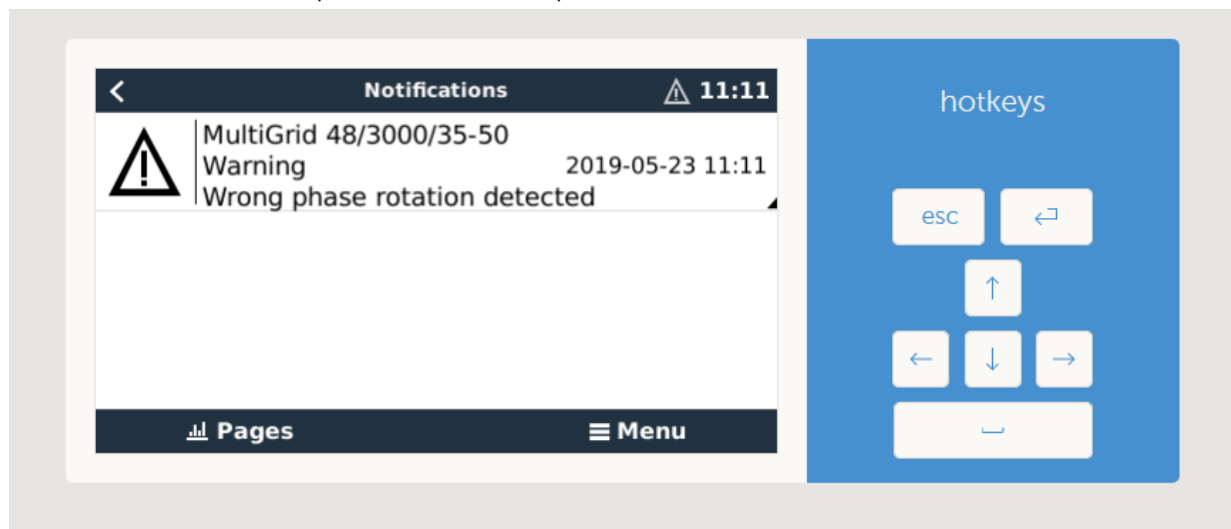 Notifications
11:11
MultiGrid 48/3000/35-50
Warning
2019-05-23 11:11
Wrong phase rotation detected
Pages
Menu
hotkeys
esc